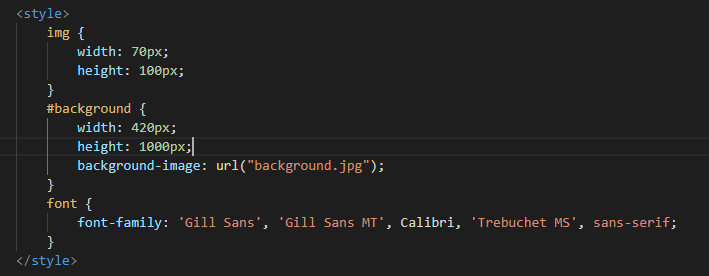 <style>
img {
width: 70px;
height: 100px;
}
#background {
width: 420px;
height: 1000px;
background-image: url("background.jpg");
}
font {
font-family: 'Gill Sans', 'Gill Sans MT', Calibri, 'Trebuchet MS', sans-serif;
}
</style>